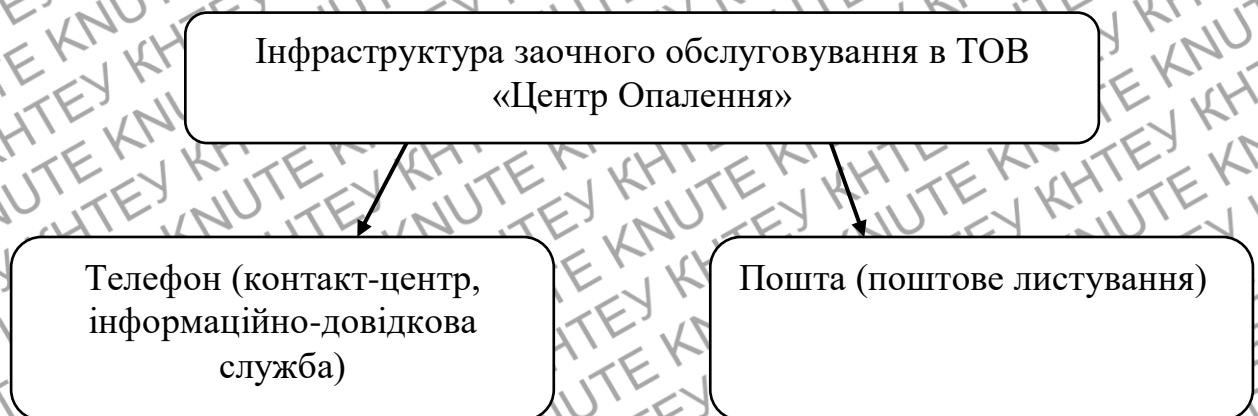 Інфраструктура заочного обслуговування в ТОВ
«Центр Опалення»
Телефон (контакт-центр,
інформаційно-довідкова
служба)
Пошта (поштове листування)